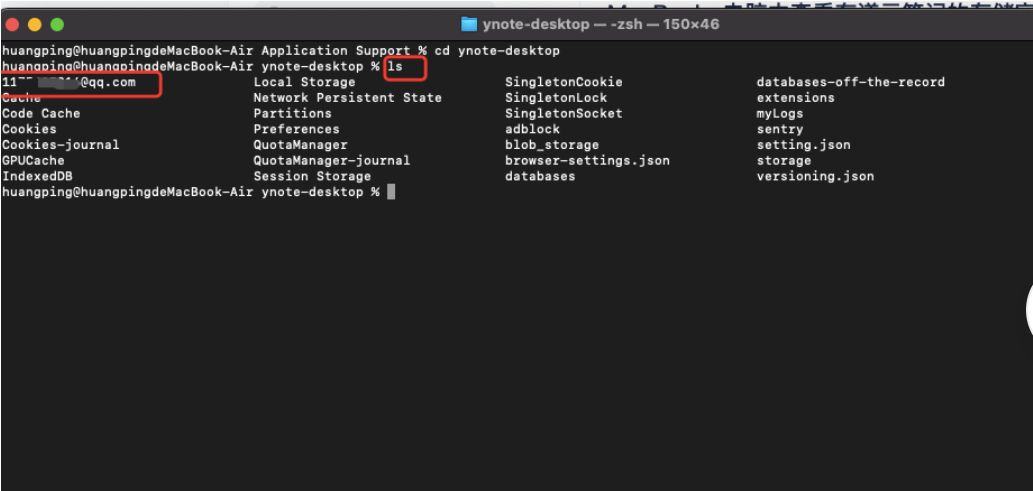 ynote-desktop — -zsh — 150×46
huangping@huangpingdeMacBook-Air Application Support % cd ynote-desktop
huangping@huangpingdeMacBook-Air ynote-desktop % ls
@qq.com Local Storage SingletonCookie databases-off-the-record
Cache Network Persistent State SingletonLock extensions
Code Cache Partitions SingletonSocket myLogs
Cookies Preferences adblock sentry
Cookies-journal QuotaManager blob_storage setting.json
GPUCache QuotaManager-journal browser-settings.json storage
IndexedDB Session Storage databases versioning.json
huangping@huangpingdeMacBook-Air ynote-desktop %